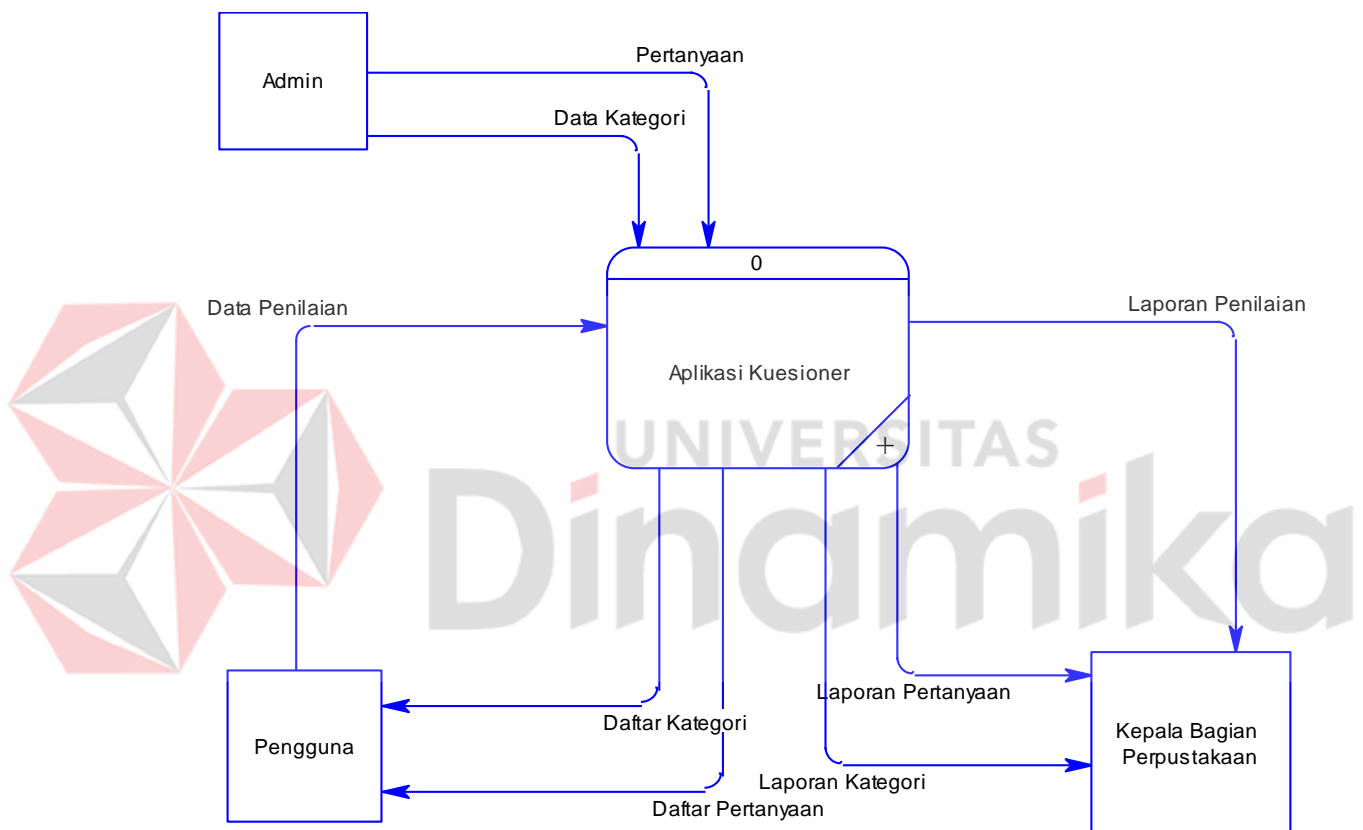 Pertanyaan
Admin
Data Kategori
0
Data Penilaian
Laporan Penilaian
Aplikasi Kuesioner
+
UNIVERSITAS
Dinamika
Laporan Pertanyaan
Daftar Kategori
Pengguna
Kepala Bagian
Perpustakaan
Laporan Kategori
Daftar Pertanyaan